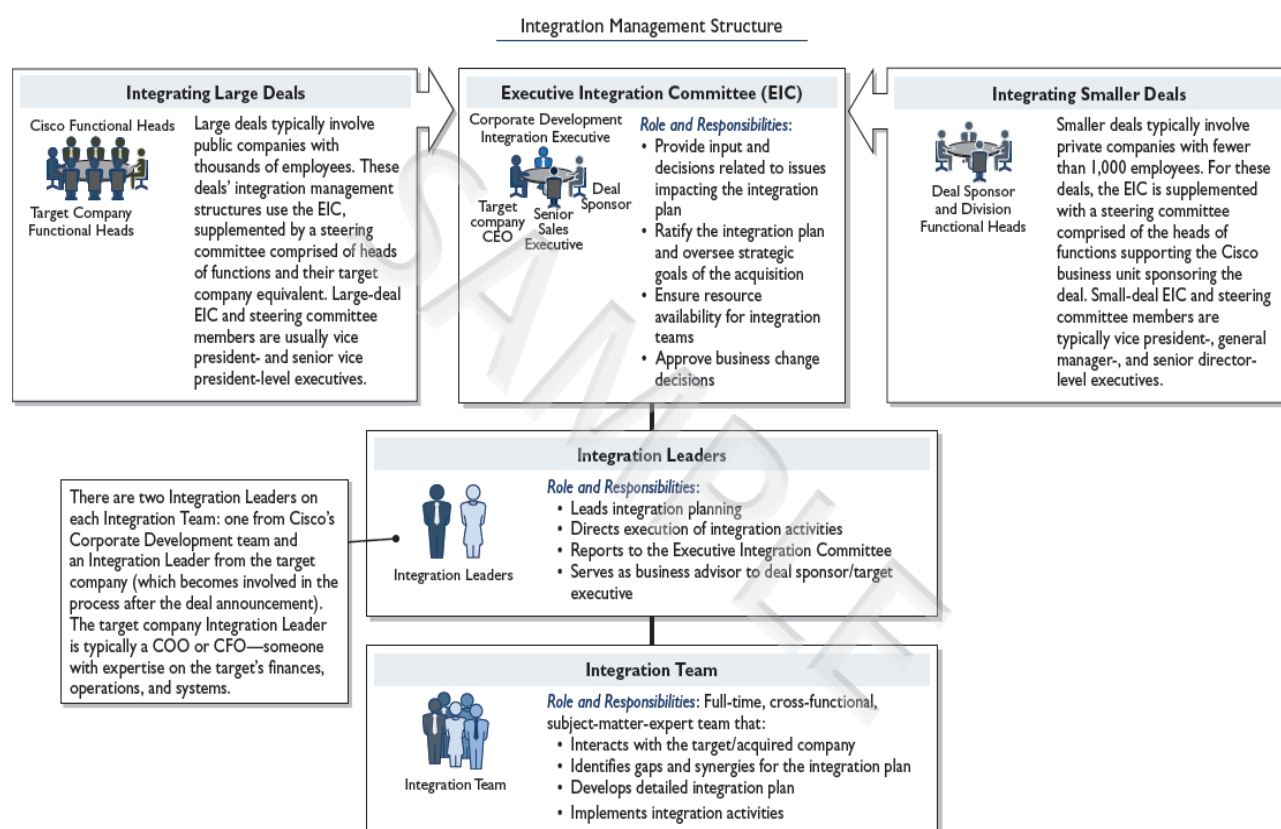 Integration Management Structure
Integrating Large Deals
Cisco Functional Heads
Target Company
Functional Heads
Large deals typically involve
public companies with
thousands of employees. These
deals’ integration management
structures use the EIC,
supplemented by a steering
committee comprised of heads
of functions and their target
company equivalent. Large-deal
EIC and steering committee
members are usually vice
president- and senior vice
president-level executives.
Executive Integration Committee (EIC)
Corporate Development
Integration Executive
Deal
Sponsor
Target
company
CEO
Senior
Sales
Executive
Role and Responsibilities:
• Provide input and
decisions related to issues
impacting the integration
plan
• Ratify the integration plan
and oversee strategic
goals of the acquisition
• Ensure resource
availability for integration
teams
• Approve business change
decisions
Integrating Smaller Deals
Deal Sponsor
and Division
Functional Heads
Smaller deals typically involve
private companies with fewer
than 1,000 employees. For these
deals, the EIC is supplemented
with a steering committee
comprised of the heads of
functions supporting the Cisco
business unit sponsoring the
deal. Small-deal EIC and steering
committee members are
typically vice president-, general
manager-, and senior director-
level executives.
There are two Integration Leaders on
each Integration Team: one from Cisco’s
Corporate Development team and
an Integration Leader from the target
company (which becomes involved in the
process after the deal announcement).
The target company Integration Leader
is typically a COO or CFO—someone
with expertise on the target’s finances,
operations, and systems.
Integration Leaders
Integration Leaders
Role and Responsibilities:
• Leads integration planning
• Directs execution of integration activities
• Reports to the Executive Integration Committee
• Serves as business advisor to deal sponsor/target
executive
Integration Team
Integration Team
Role and Responsibilities: Full-time, cross-functional,
subject-matter-expert team that:
• Interacts with the target/acquired company
• Identifies gaps and synergies for the integration plan
• Develops detailed integration plan
• Implements integration activities
SAMPLE